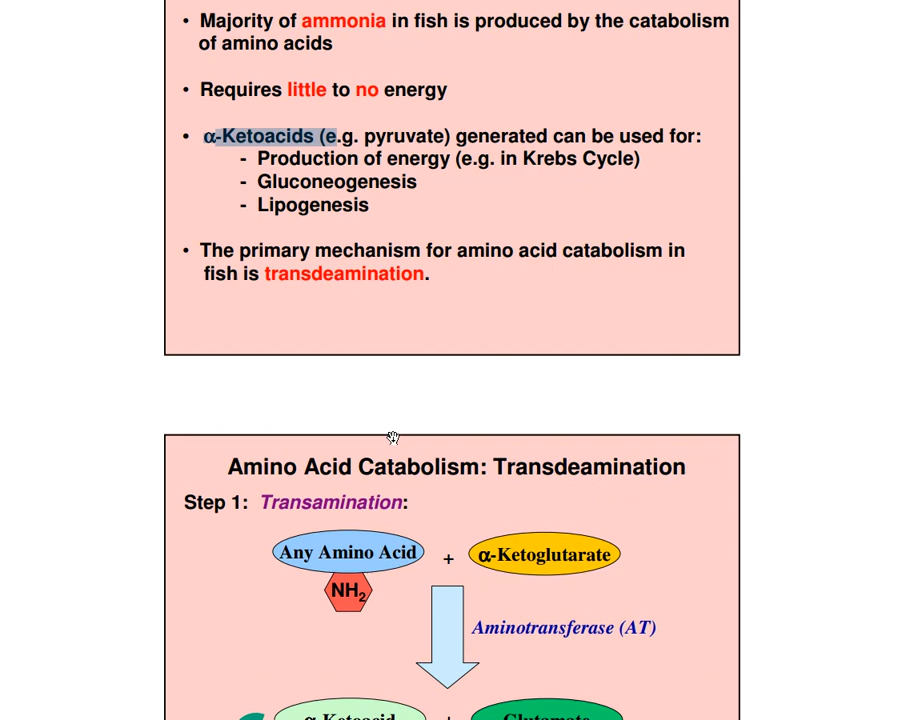 • Majority of ammonia in fish is produced by the catabolism
of amino acids
• Requires little to no energy
• α-Ketoacids (e.g. pyruvate) generated can be used for:
- Production of energy (e.g. in Krebs Cycle)
- Gluconeogenesis
- Lipogenesis
• The primary mechanism for amino acid catabolism in
fish is transdeamination.
Amino Acid Catabolism: Transdeamination
Step 1: Transamination:
Any Amino Acid + α-Ketoglutarate
NH2
Aminotransferase (AT)
α-Ketoacid + Glutamate